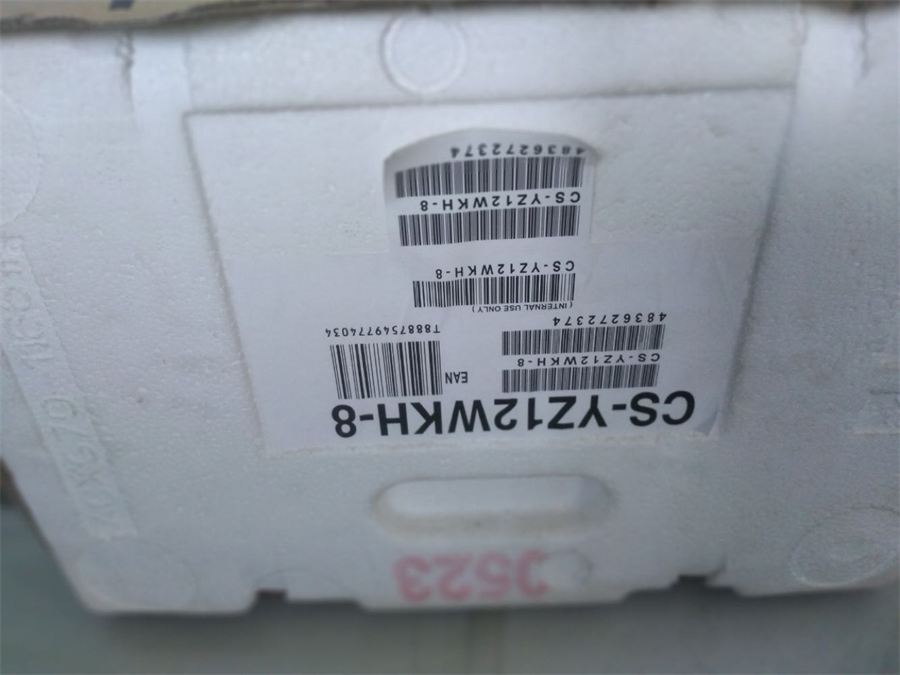 0523
CS-YZ12WKH-8
CS-YZ12WKH-8
4836272374
EAN
T8887549774034
(INTERNAL USE ONLY)
CS-YZ12WKH-8
CS-YZ12WKH-8
4836272374